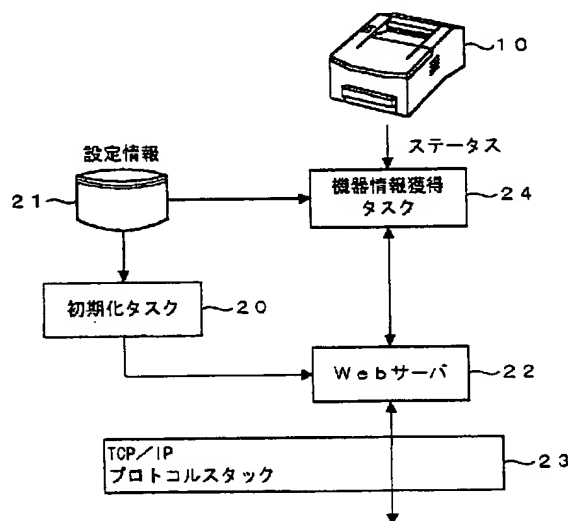 10
ステータス
設定情報
21
機器情報獲得
タスク
24
初期化タスク
20
Webサーバ
22
TCP/IP
プロトコルスタック
23